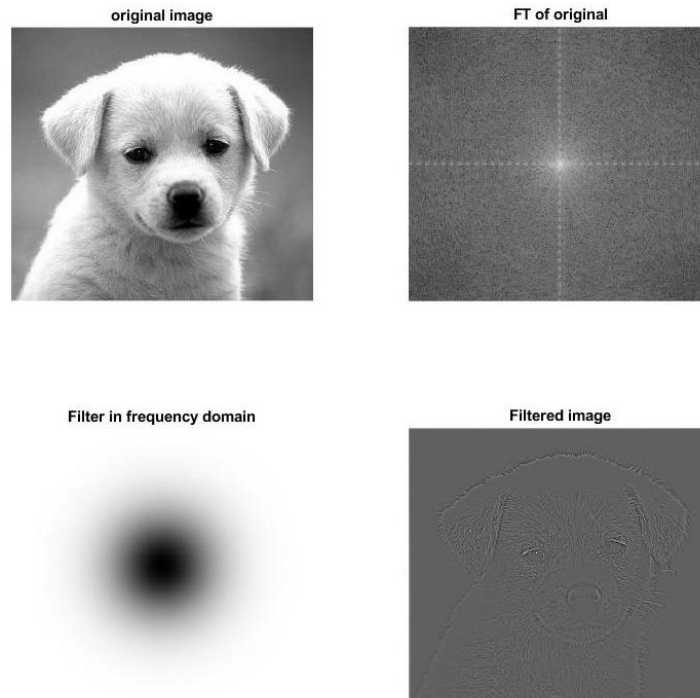 original image
FT of original
Filter in frequency domain
Filtered image